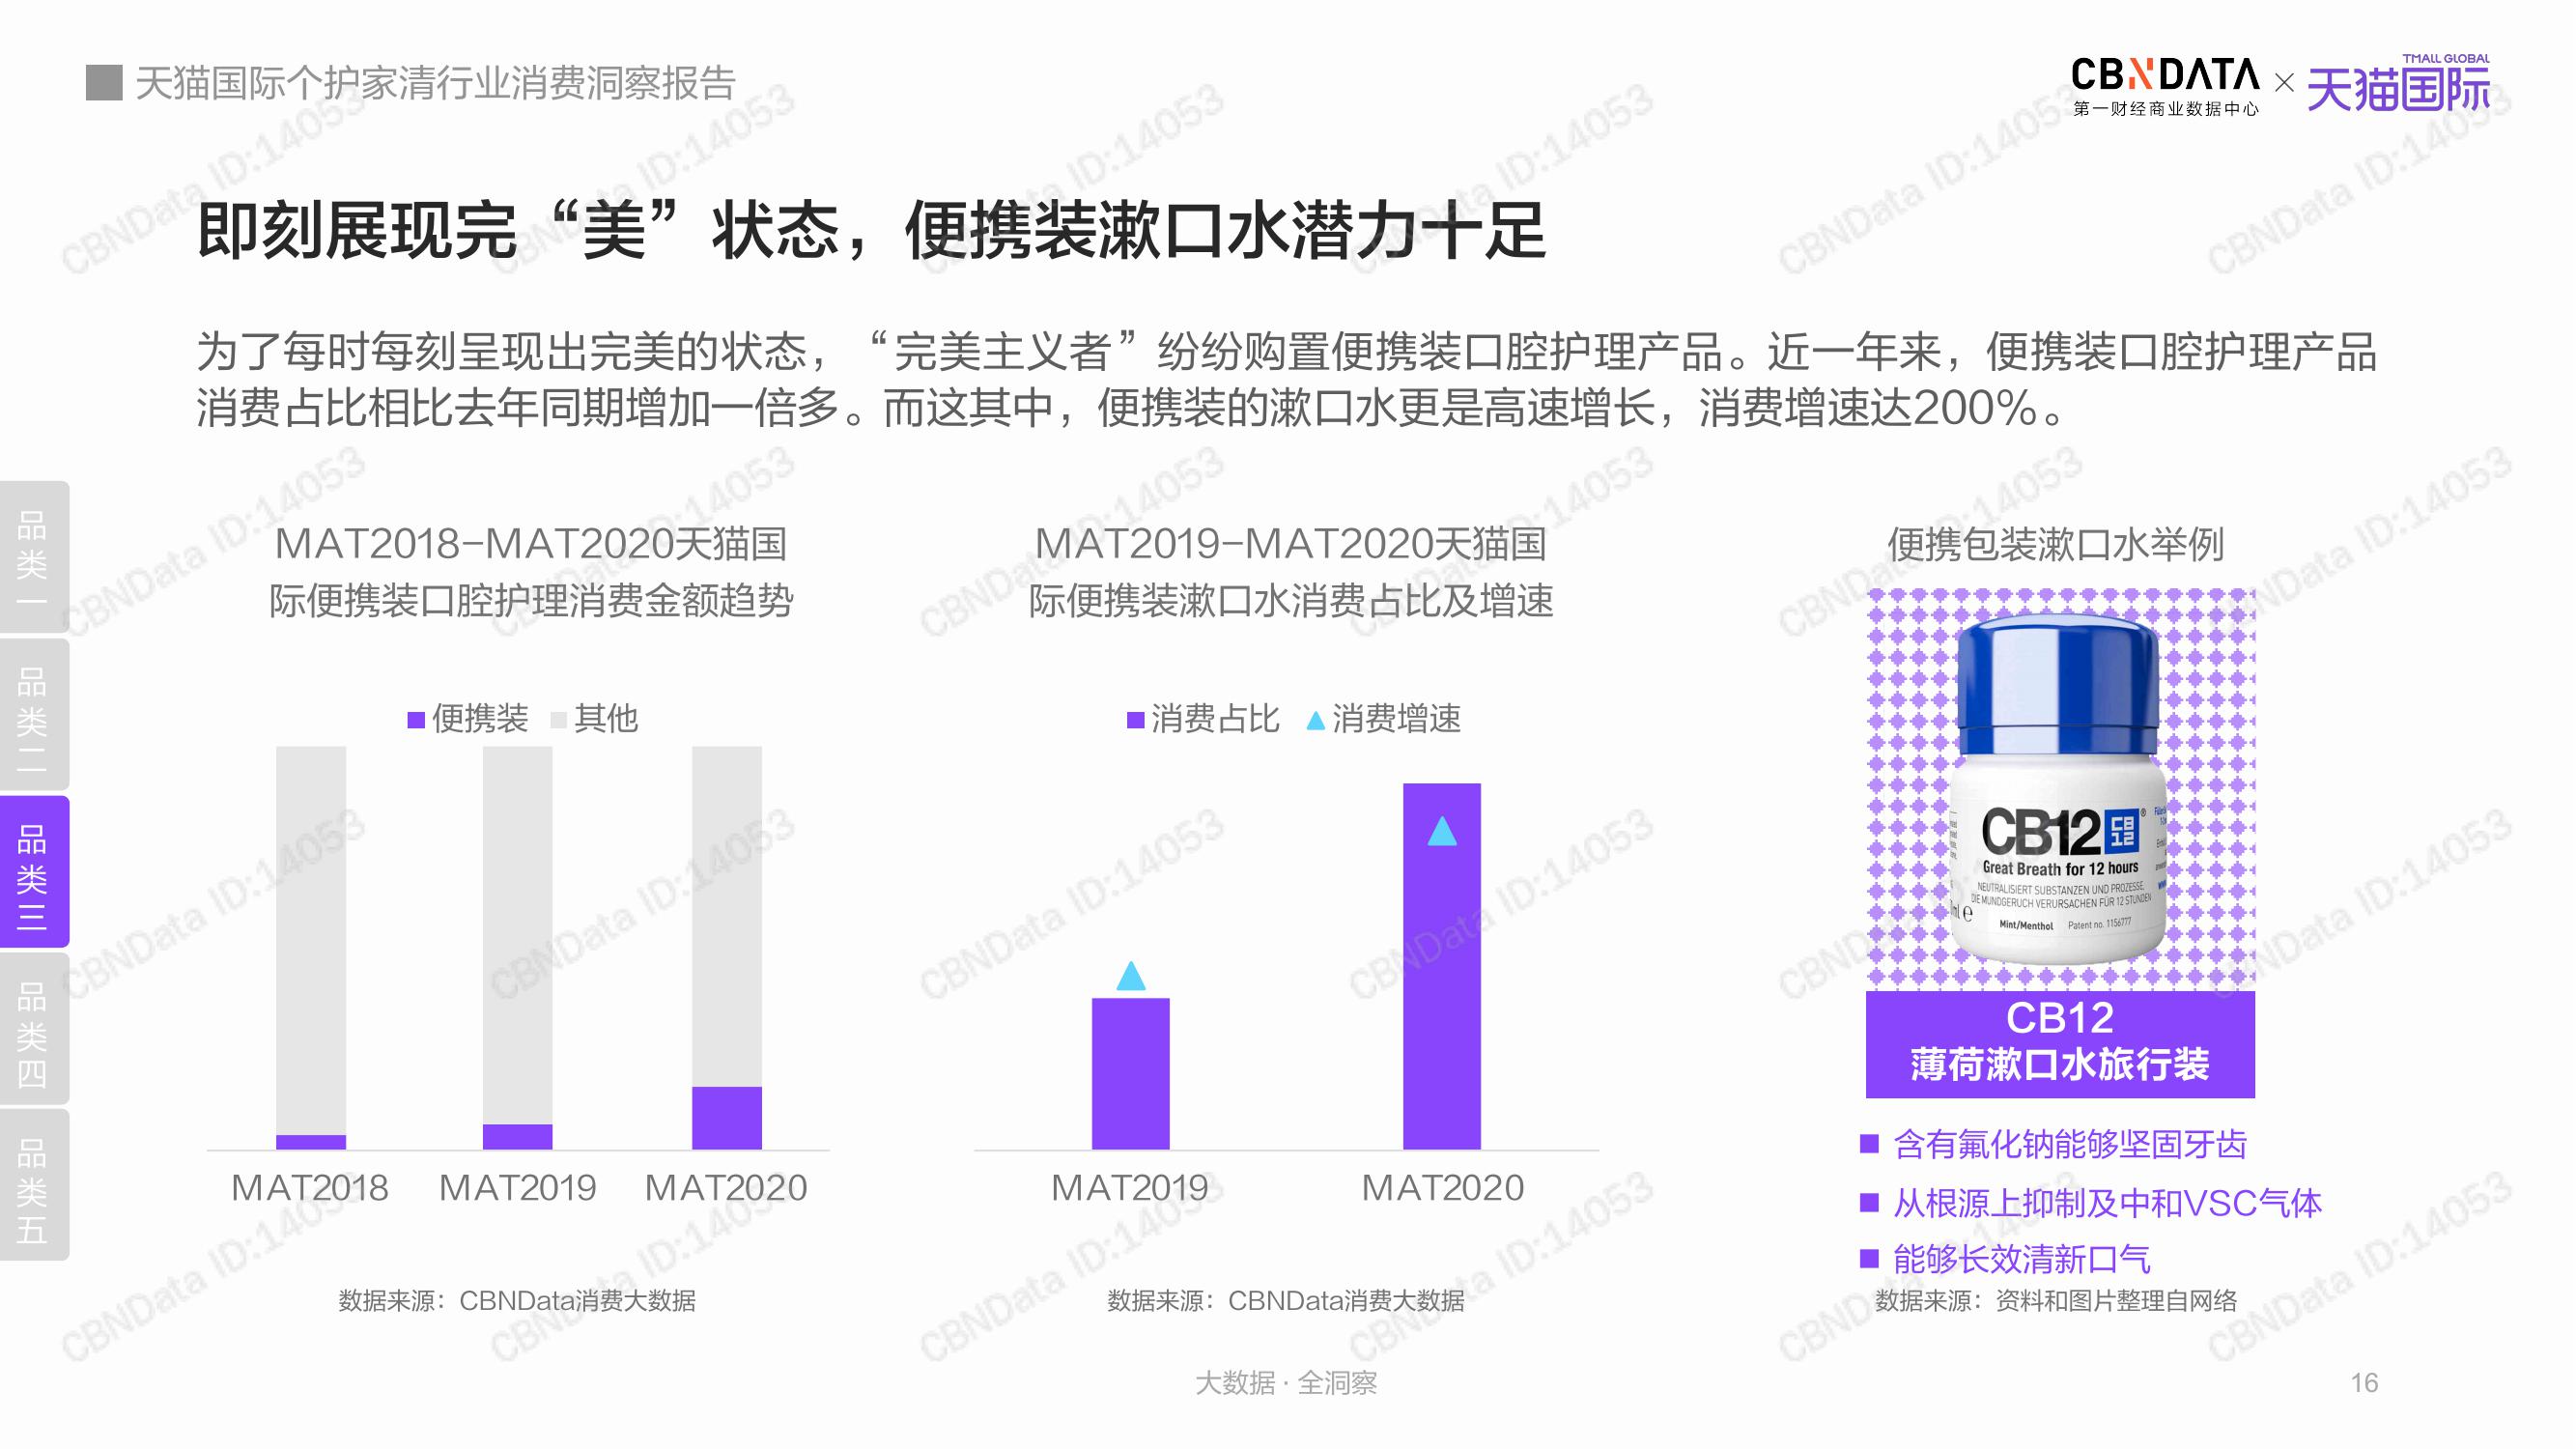 天猫国际个护家清行业消费洞察报告
CBNDATA
第一财经商业数据中心
×
TMALL GLOBAL
天猫国际
即刻展现完“美”状态，便携装漱口水潜力十足
为了每时每刻呈现出完美的状态，“完美主义者”纷纷购置便携装口腔护理产品。近一年来，便携装口腔护理产品
消费占比相比去年同期增加一倍多。而这其中，便携装的漱口水更是高速增长，消费增速达200%。
品类一
品类二
品类三
品类四
品类五
MAT2018-MAT2020天猫国
际便携装口腔护理消费金额趋势
便携装 其他
MAT2018 MAT2019 MAT2020
数据来源：CBNData消费大数据
MAT2019-MAT2020天猫国
际便携装漱口水消费占比及增速
消费占比 消费增速
MAT2019 MAT2020
数据来源：CBNData消费大数据
便携包装漱口水举例
CB12 CB12®
Great Breath for 12 hours
NEUTRALISIERT SUBSTANZEN UND PROZESSE,
DIE MUNDGERUCH VERURSACHEN FÜR 12 STUNDEN
Mint/Menthol Patent no. 1156777
CB12
薄荷漱口水旅行装
含有氟化钠能够坚固牙齿
从根源上抑制及中和VSC气体
能够长效清新口气
数据来源：资料和图片整理自网络
大数据·全洞察
16
CBNData ID:14053